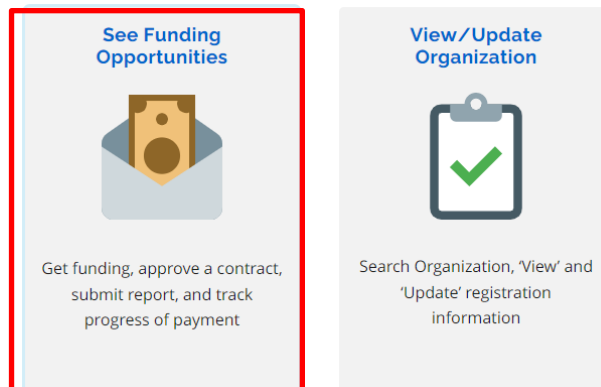 See Funding
Opportunities
Get funding, approve a contract,
submit report, and track
progress of payment
View/Update
Organization
Search Organization, ‘View’ and
‘Update’ registration
information